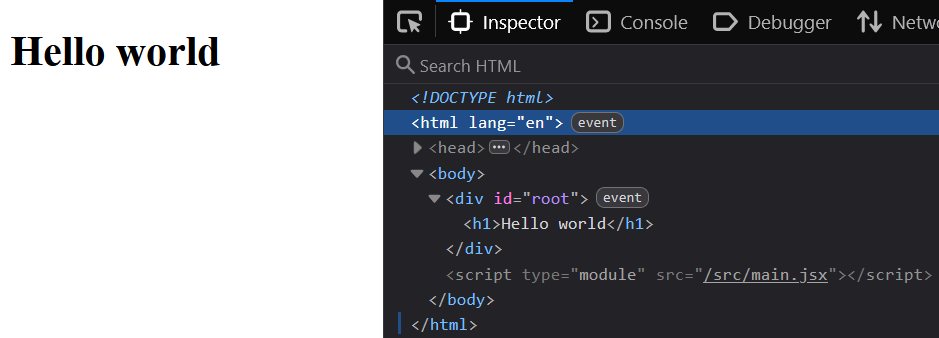 Hello world
Inspector Console Debugger Netwo
Search HTML
<!DOCTYPE html>
<html lang="en"> event
<head> ••• </head>
<body>
<div id="root"> event
<h1>Hello world</h1>
</div>
<script type="module" src="/src/main.jsx"></script>
</body>
</html>